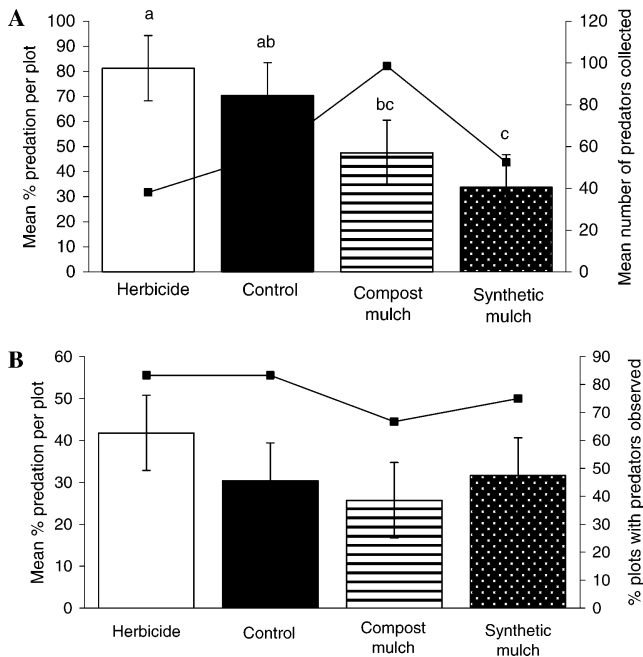 A
Mean % predation per plot
100
90
80
70
60
50
40
30
20
10
0
a
ab
bc
c
120
100
80
60
40
20
0
Mean number of predators collected
Herbicide
Control
Compost
mulch
Synthetic
mulch
B
Mean % predation per plot
60
50
40
30
20
10
0
90
80
70
60
50
40
30
20
10
0
% plots with predators observed
Herbicide
Control
Compost
mulch
Synthetic
mulch